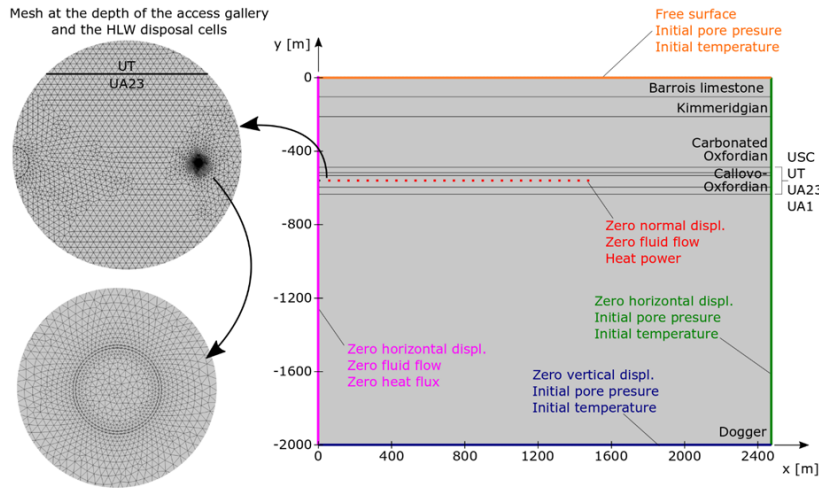 Mesh at the depth of the access gallery
and the HLW disposal cells
UT
UA23
y [m]
Free surface
Initial pore presure
Initial temperature
0
-400
-800
-1200
-1600
-2000
Barrois limestone
Kimmeridgian
Carbonated
Oxfordian
Callovo-
Oxfordian
USC
UT
UA23
UA1
Zero normal displ.
Zero fluid flow
Heat power
Zero horizontal displ.
Initial pore presure
Initial temperature
Zero horizontal displ.
Zero fluid flow
Zero heat flux
Zero vertical displ.
Initial pore presure
Initial temperature
Dogger
0 400 800 1200 1600 2000 2400
x [m]